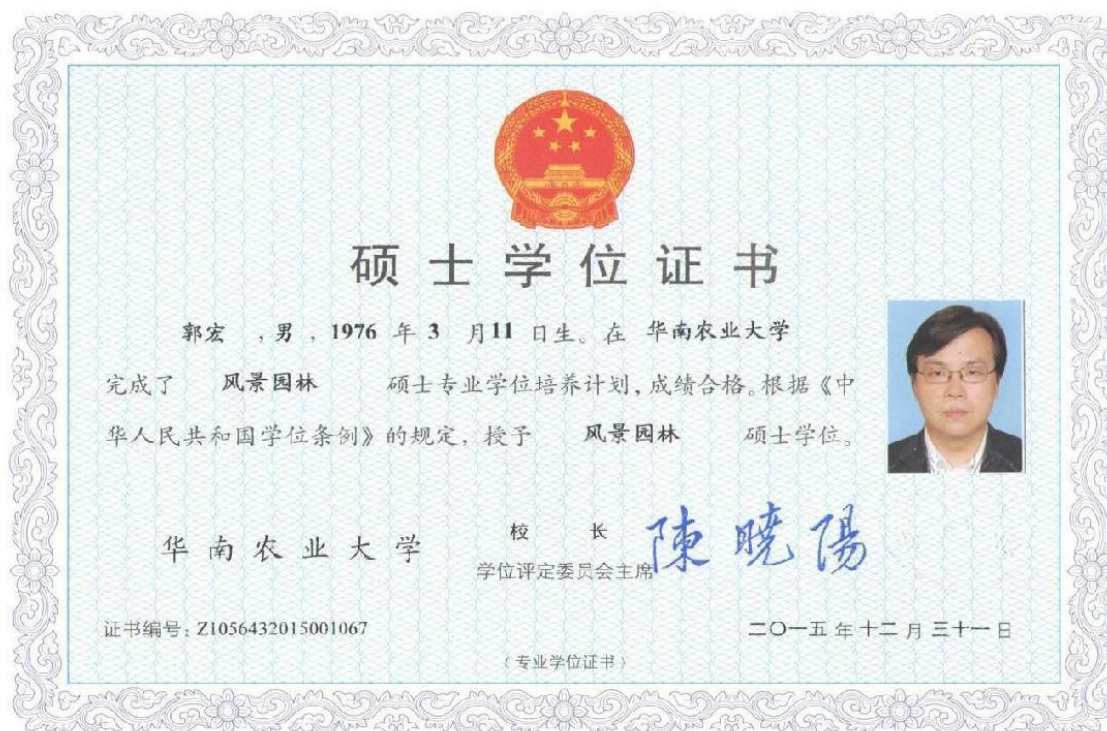 硕士学位证书
郭宏 , 男 , 1976 年 3 月 11 日生。在 华南农业大学
完成了 风景园林 硕士专业学位培养计划, 成绩合格。根据《中
华人民共和国学位条例》的规定, 授予 风景园林 硕士学位。
华南农业大学
校 长
学位评定委员会主席
陳曉陽
证书编号: Z1056432015001067
二〇一五 年 十二 月 三十一 日
( 专业学位证书 )